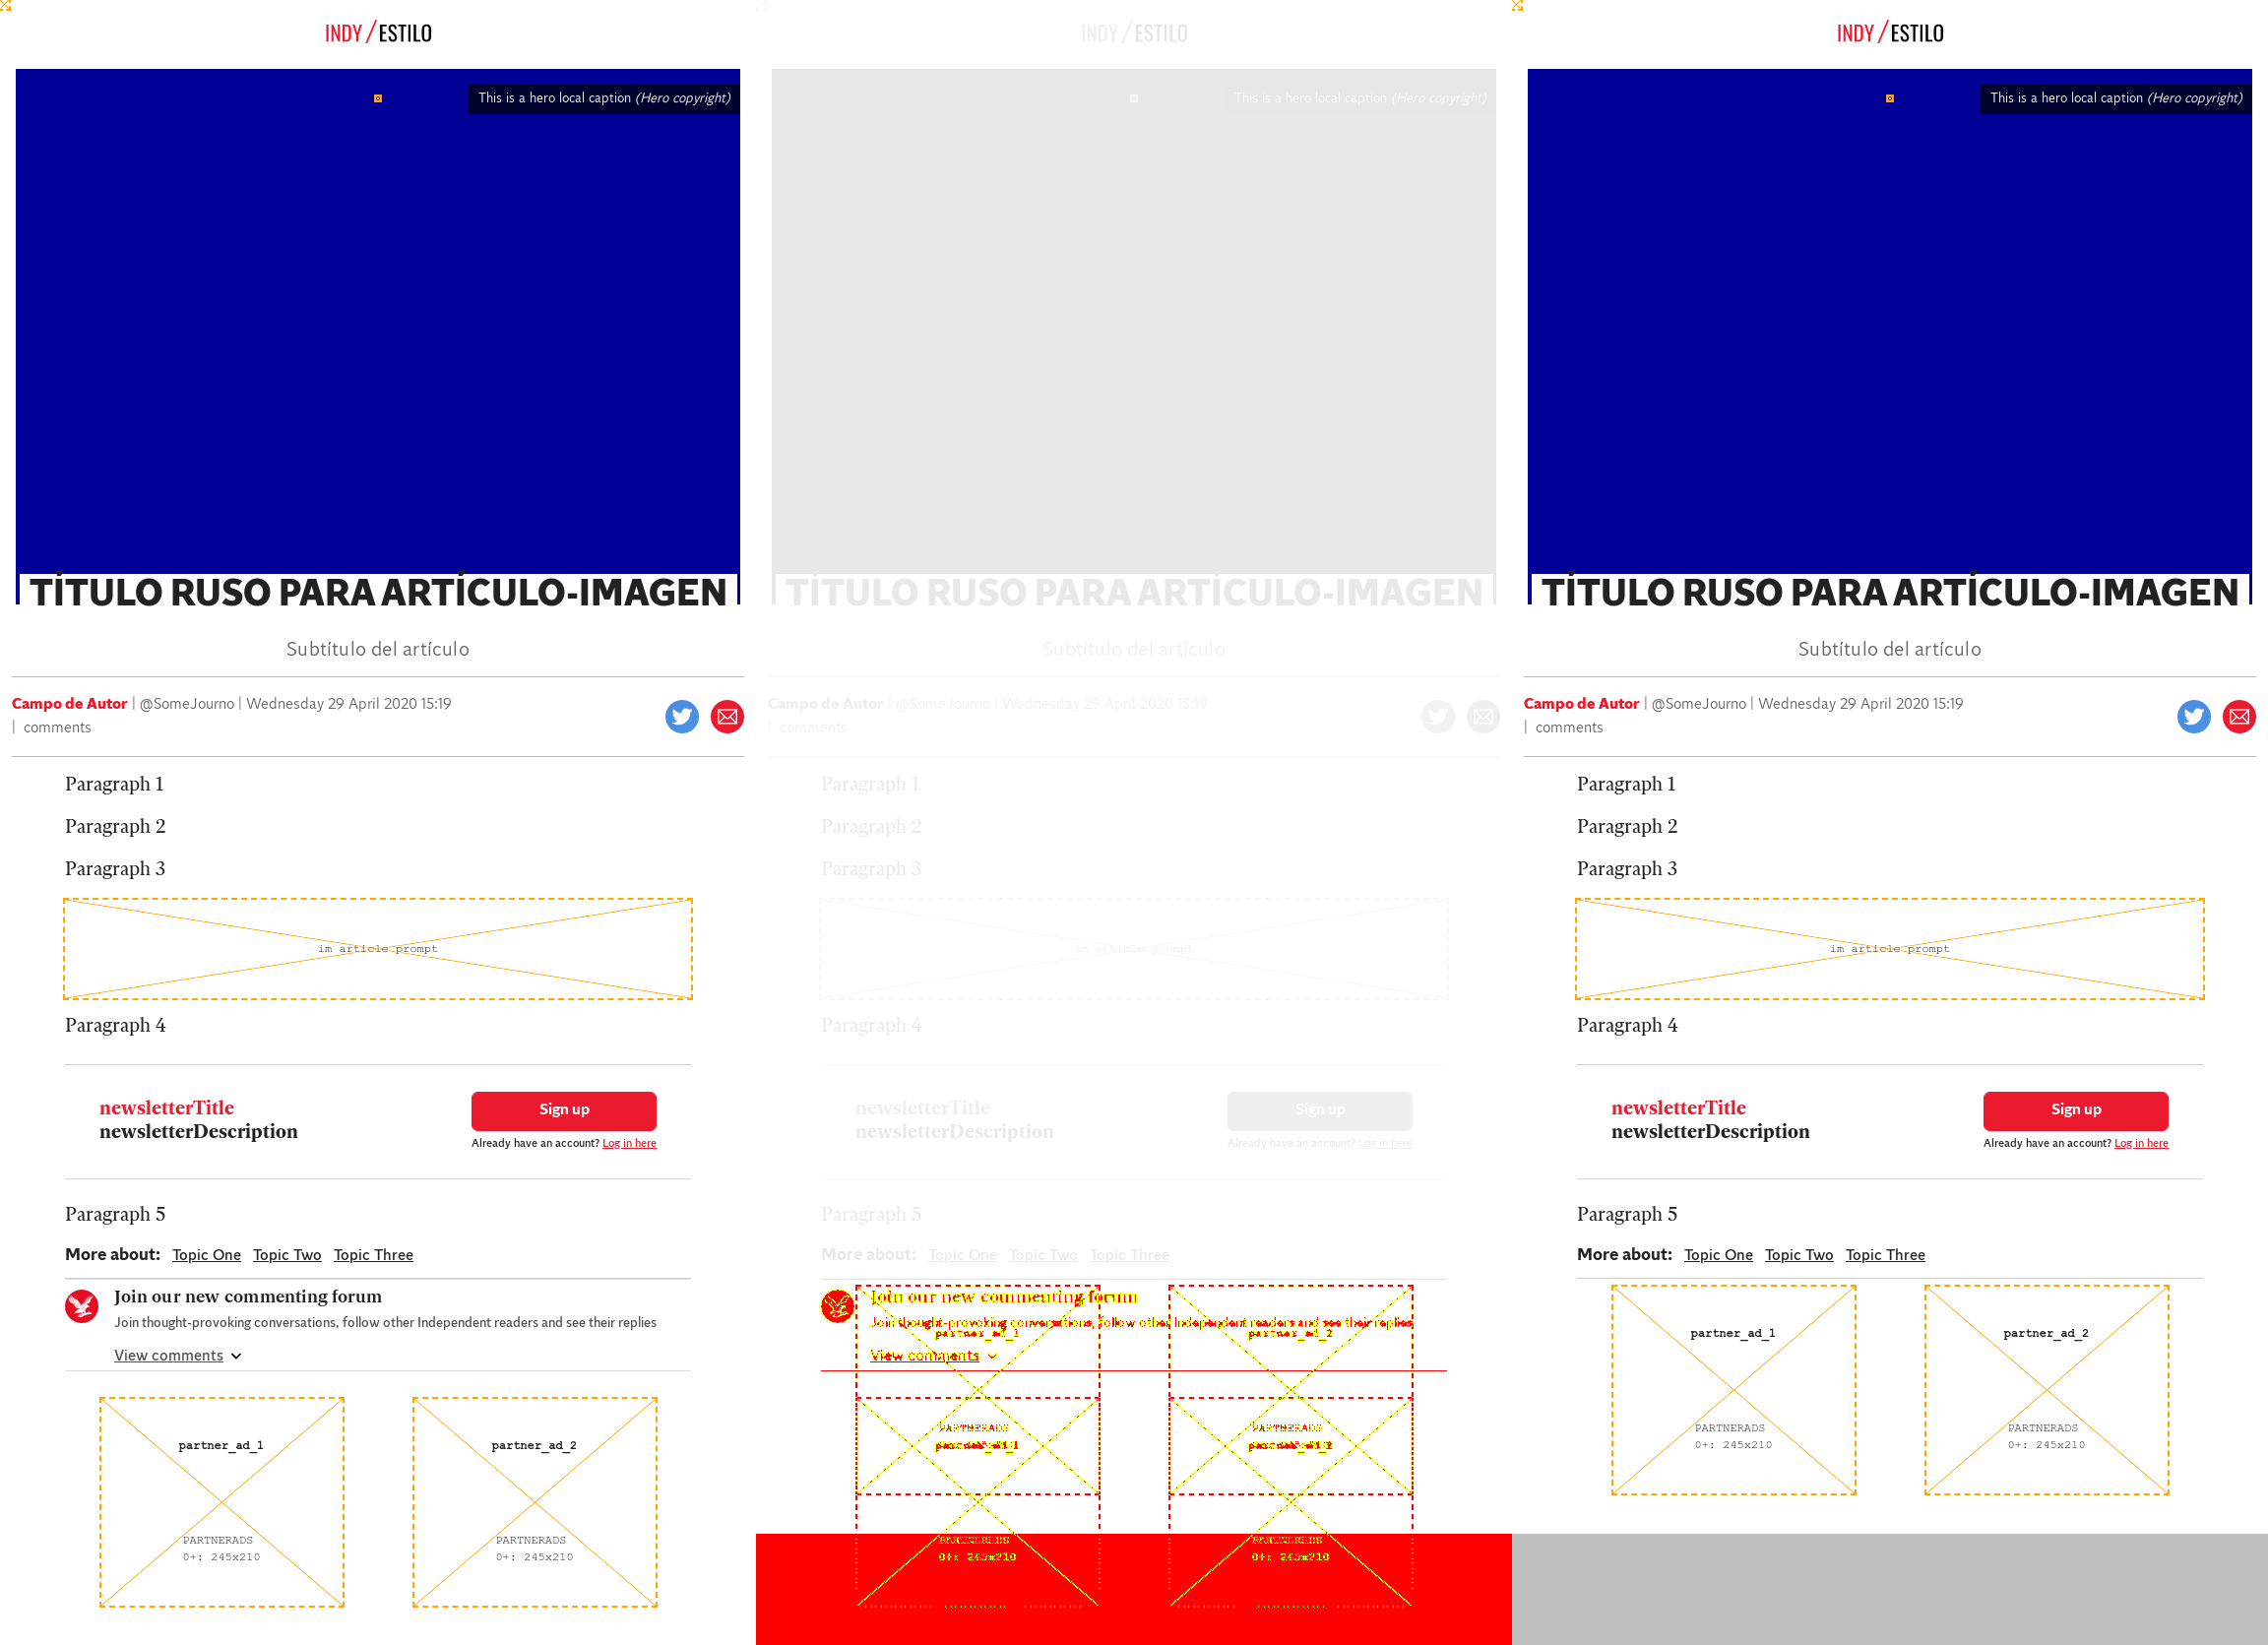 INDY/ESTILO
This is a hero local caption (Hero copyright)
TÍTULO RUSO PARA ARTÍCULO-IMAGEN
Subtítulo del artículo
Campo de Autor | @SomeJourno | Wednesday 29 April 2020 15:19
| comments
Paragraph 1
Paragraph 2
Paragraph 3
im article prompt
Paragraph 4
newsletterTitle
newsletterDescription
Sign up
Already have an account? Log in here
Paragraph 5
More about: Topic One Topic Two Topic Three
Join our new commenting forum
Join thought-provoking conversations, follow other Independent readers and see their replies
View comments
partner_ad_1
PARTNERADS
0+: 245x210
partner_ad_2
PARTNERADS
0+: 245x210
INDY/ESTILO
This is a hero local caption (Hero copyright)
TÍTULO RUSO PARA ARTÍCULO-IMAGEN
Subtítulo del artículo
Campo de Autor | @SomeJourno | Wednesday 29 April 2020 15:19
| comments
Paragraph 1
Paragraph 2
Paragraph 3
im article prompt
Paragraph 4
newsletterTitle
newsletterDescription
Sign up
Already have an account? Log in here
Paragraph 5
More about: Topic One Topic Two Topic Three
Join our new commenting forum
Join thought-provoking conversations, follow other Independent readers and see their replies
partner_ad_1
partner_ad_2
View comments
PARTNERADS
PARTNERADS
partner_ad_1
partner_ad_2
PARTNERADS
0+: 245x210
PARTNERADS
0+: 245x210
INDY/ESTILO
This is a hero local caption (Hero copyright)
TÍTULO RUSO PARA ARTÍCULO-IMAGEN
Subtítulo del artículo
Campo de Autor | @SomeJourno | Wednesday 29 April 2020 15:19
| comments
Paragraph 1
Paragraph 2
Paragraph 3
im article prompt
Paragraph 4
newsletterTitle
newsletterDescription
Sign up
Already have an account? Log in here
Paragraph 5
More about: Topic One Topic Two Topic Three
partner_ad_1
PARTNERADS
0+: 245x210
partner_ad_2
PARTNERADS
0+: 245x210